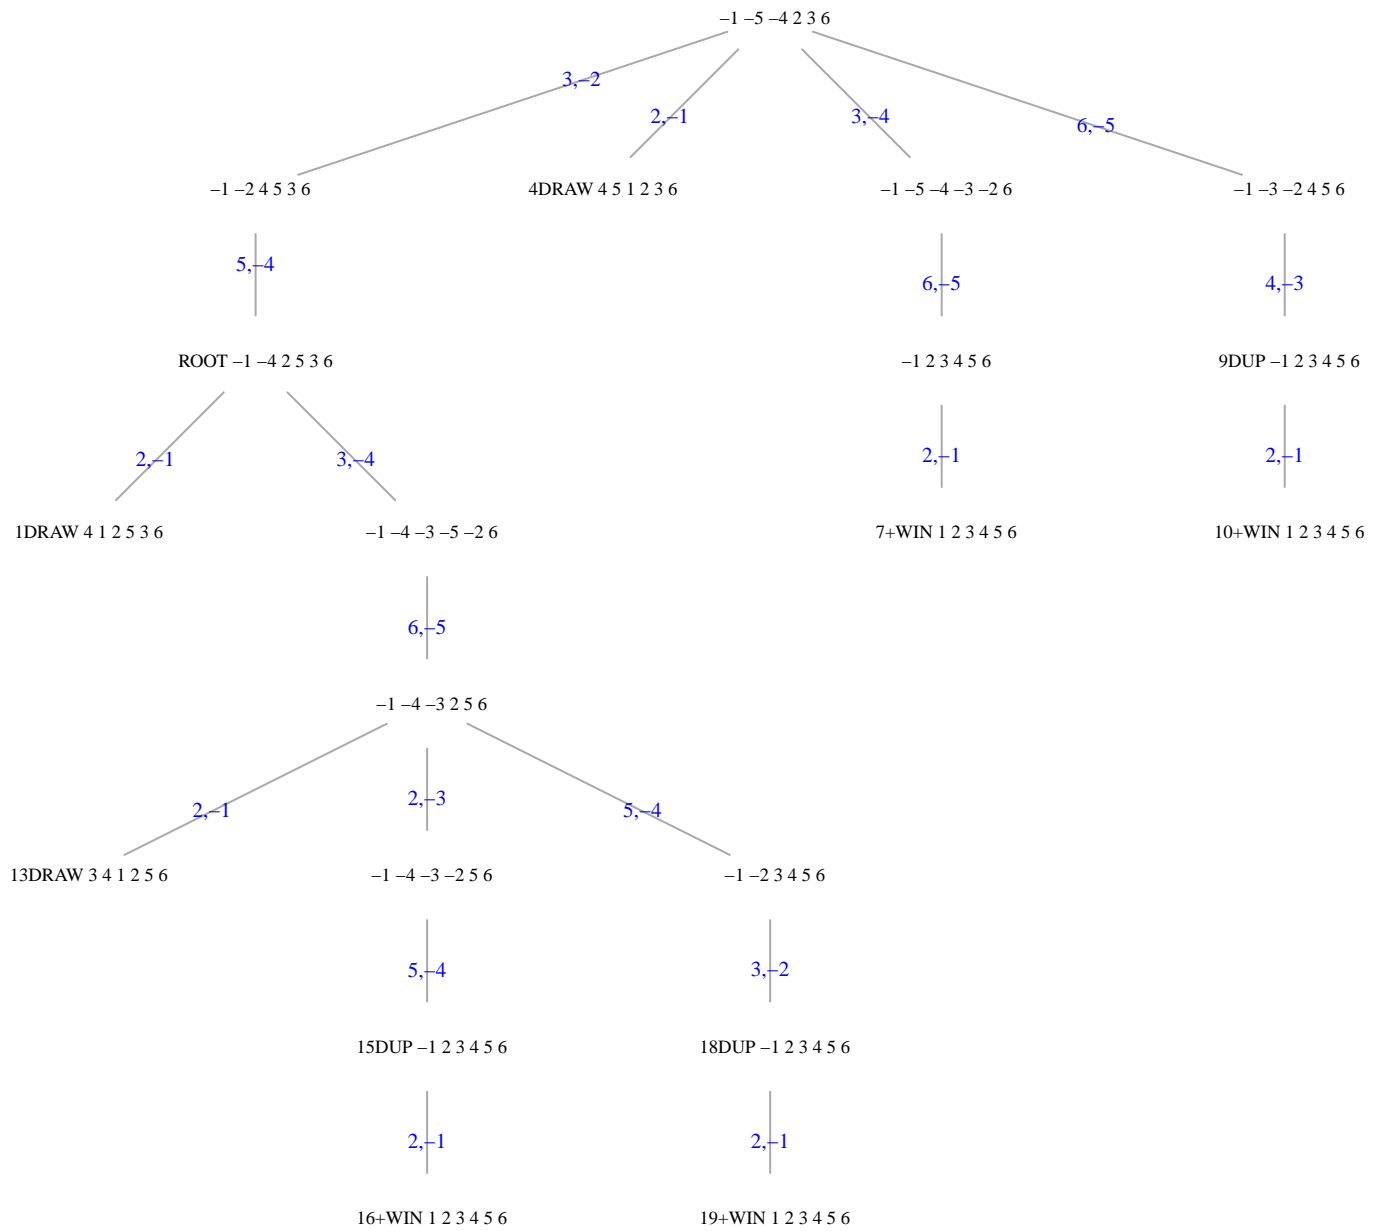 –1 –5 –4 2 3 6
3,–2
2,–1
3,–4
6,–5
–1 –2 4 5 3 6
4DRAW 4 5 1 2 3 6
–1 –5 –4 –3 –2 6
–1 –3 –2 4 5 6
5,–4
6,–5
4,–3
ROOT –1 –4 2 5 3 6
–1 2 3 4 5 6
9DUP –1 2 3 4 5 6
2,–1
3,–4
2,–1
2,–1
1DRAW 4 1 2 5 3 6
–1 –4 –3 –5 –2 6
7+WIN 1 2 3 4 5 6
10+WIN 1 2 3 4 5 6
6,–5
–1 –4 –3 2 5 6
2,–1
2,–3
5,–4
13DRAW 3 4 1 2 5 6
–1 –4 –3 –2 5 6
–1 –2 3 4 5 6
5,–4
3,–2
15DUP –1 2 3 4 5 6
18DUP –1 2 3 4 5 6
2,–1
2,–1
16+WIN 1 2 3 4 5 6
19+WIN 1 2 3 4 5 6